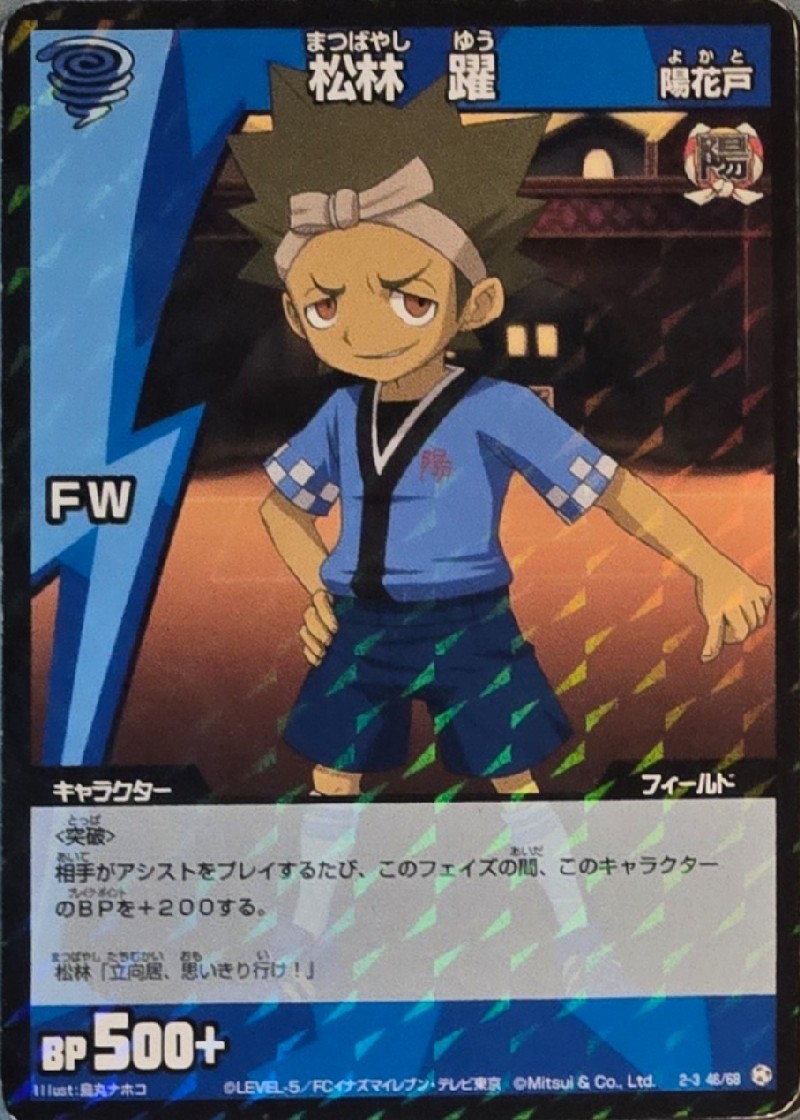 まつばやし ゆう
松林 躍
よかと
陽花戸
陽
陽
FW
キャラクター
フィールド
とっぱ
<突破>
あいて あいだ
相手がアシストをプレイするたび、このフェイズの間、このキャラクター
ブレイク・ポイント
のBPを+200する。
まつばやし たちむかい おも い
松林「立向居、思いきり行け!」
BP 500+
Illust:烏丸ナホコ
©LEVEL-5/FCイナズマイレブン・テレビ東京 ©Mitsui & Co., Ltd. 2-3 46/68